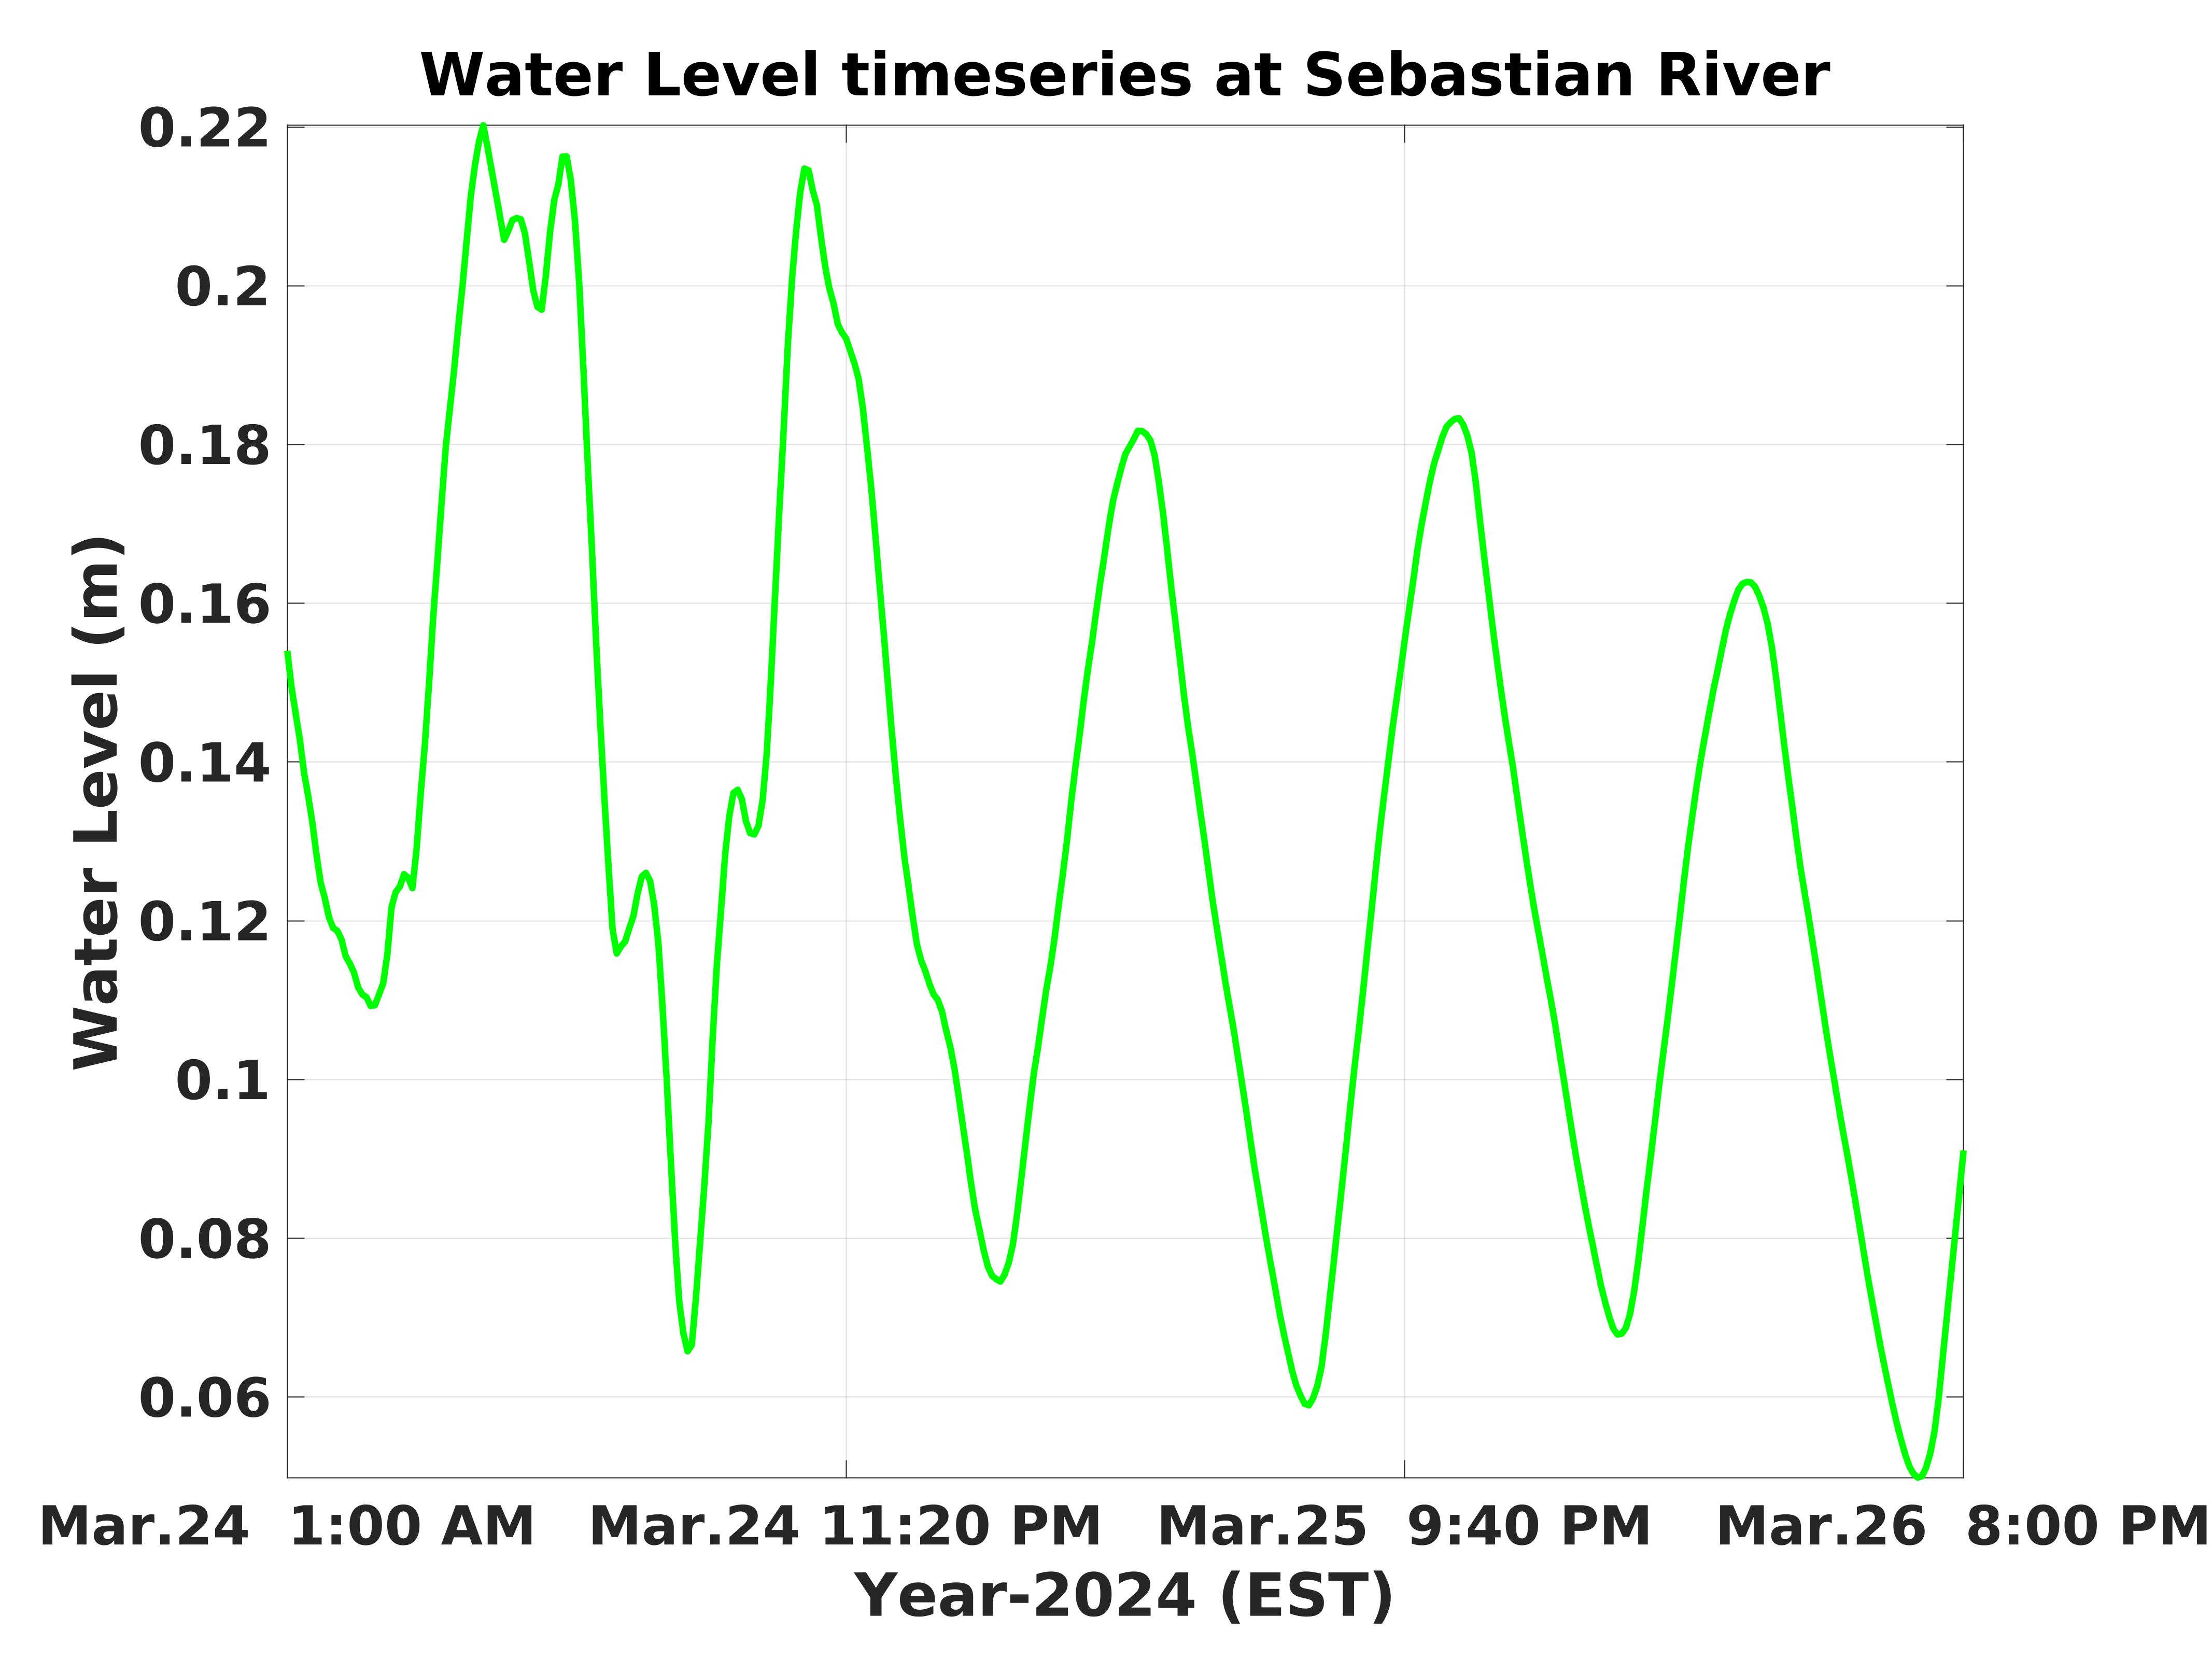 Water Level timeseries at Sebastian River
0.22
0.2
0.18
0.16
0.14
0.12
0.1
0.08
0.06
Water Level (m)
Mar.24 1:00 AM Mar.24 11:20 PM Mar.25 9:40 PM Mar.26 8:00 PM
Year-2024 (EST)